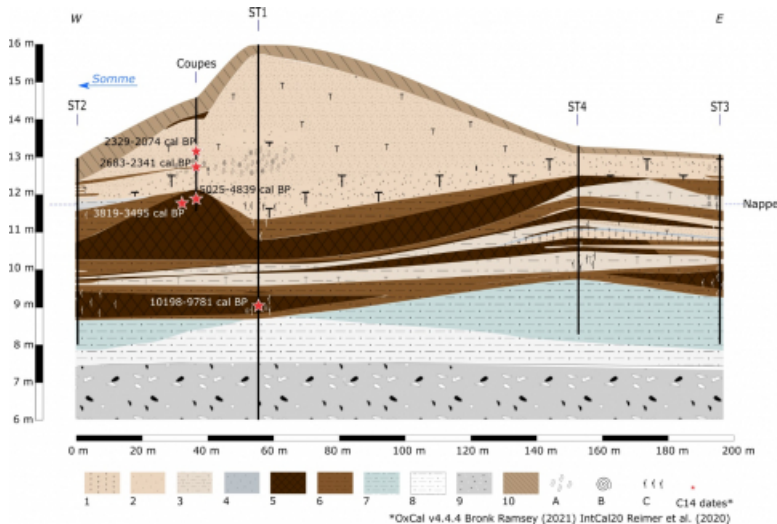 W
ST1
E
16 m
15 m
Somme
Coupes
ST2
ST4
ST3
14 m
2329-2074 cal BP
13 m
2683-2341 cal BP
5025-4839 cal BP
12 m
3819-3495 cal BP
Nappe
11 m
10 m
10198-9781 cal BP
9 m
8 m
7 m
6 m
0 m 20 m 40 m 60 m 80 m 100 m 120 m 140 m 160 m 180 m 200 m
1 2 3 4 5 6 7 8 9 10 A B C C14 dates*
*OxCal v4.4.4 Bronk Ramsey (2021) IntCal20 Reimer et al. (2020)